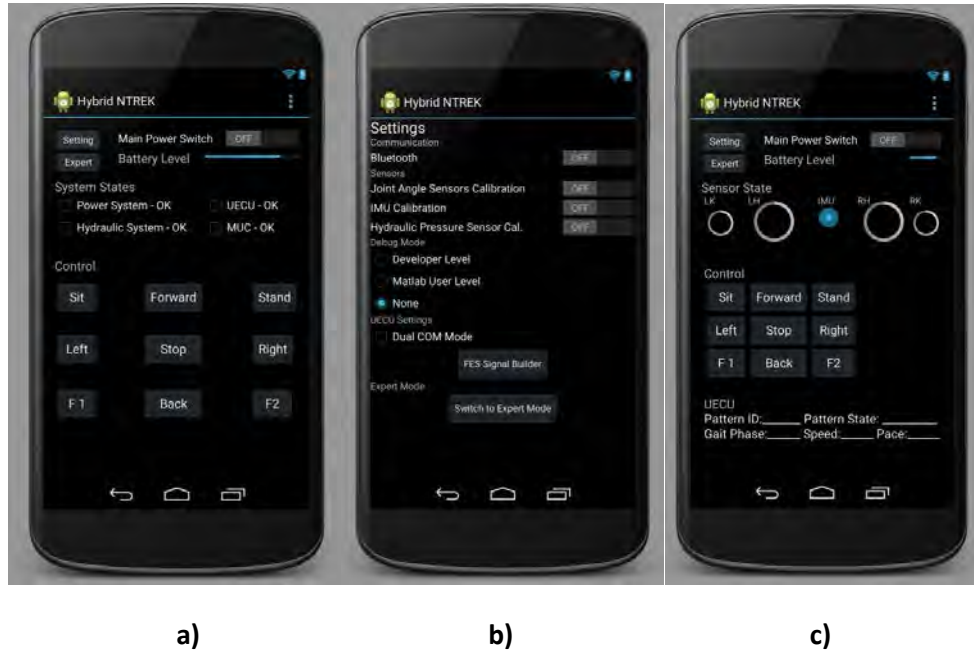 Hybrid NTREK
Setting Main Power Switch OFF
Expert Battery Level
System States
Power System - OK UECU - OK
Hydraulic System - OK MUC - OK
Control
Sit Forward Stand
Left Stop Right
F 1 Back F2
Hybrid NTREK
Settings
Communication
Bluetooth OFF
Sensors
Joint Angle Sensors Calibration OFF
IMU Calibration OFF
Hydraulic Pressure Sensor Cal. OFF
Debug Mode
Developer Level
Matlab User Level
None
UECU Settings
Dual COM Mode
FES Signal Builder
Expert Mode
Switch to Expert Mode
Hybrid NTREK
Setting Main Power Switch OFF
Expert Battery Level
Sensor State
LK LH IMU RH RK
Control
Sit Forward Stand
Left Stop Right
F 1 Back F2
UECU
Pattern ID:_____ Pattern State: _______
Gait Phase:_____ Speed:_____ Pace:_____
a) b) c)